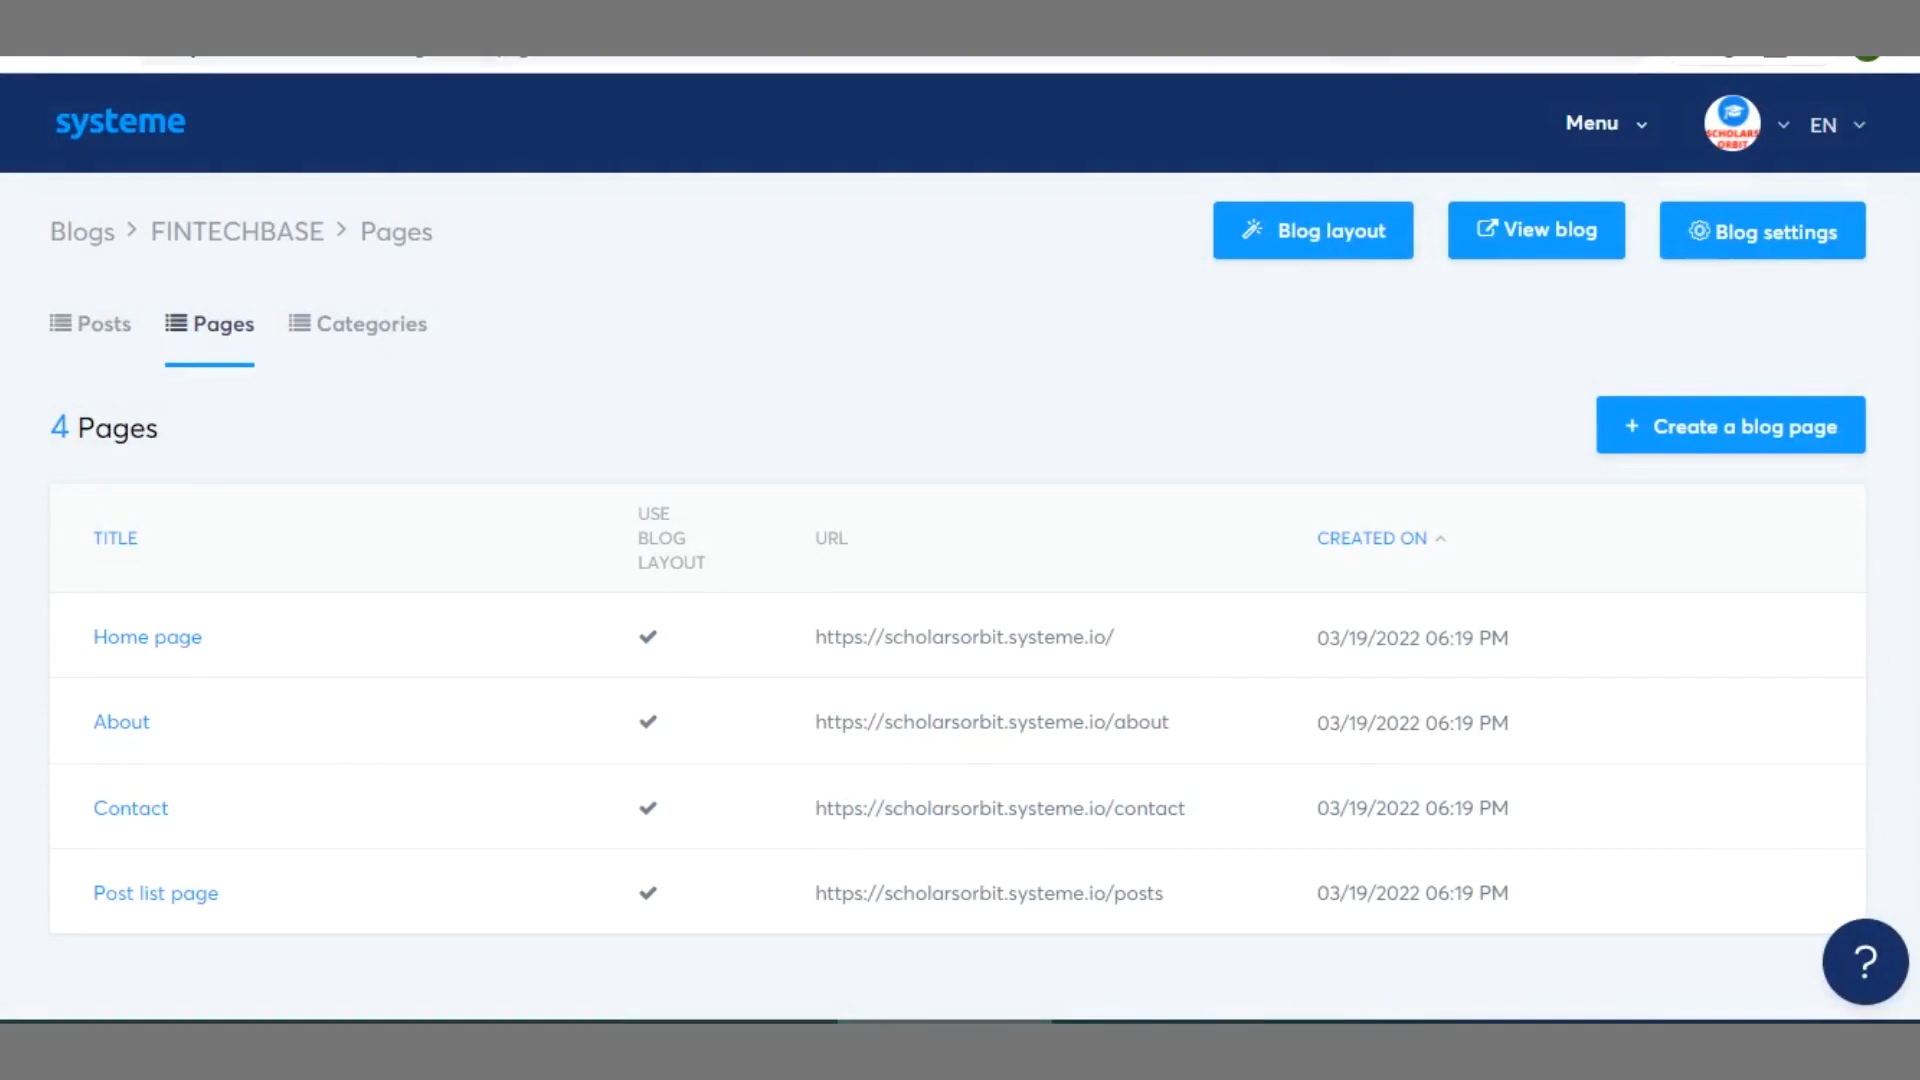 systeme
Menu
SCHOLARS
ORBIT
EN
Blogs > FINTECHBASE > Pages
Blog layout
View blog
Blog settings
Posts
Pages
Categories
4 Pages
+ Create a blog page
TITLE
USE
BLOG
LAYOUT
URL
CREATED ON
Home page
https://scholarsorbit.systeme.io/
03/19/2022 06:19 PM
About
https://scholarsorbit.systeme.io/about
03/19/2022 06:19 PM
Contact
https://scholarsorbit.systeme.io/contact
03/19/2022 06:19 PM
Post list page
https://scholarsorbit.systeme.io/posts
03/19/2022 06:19 PM
?